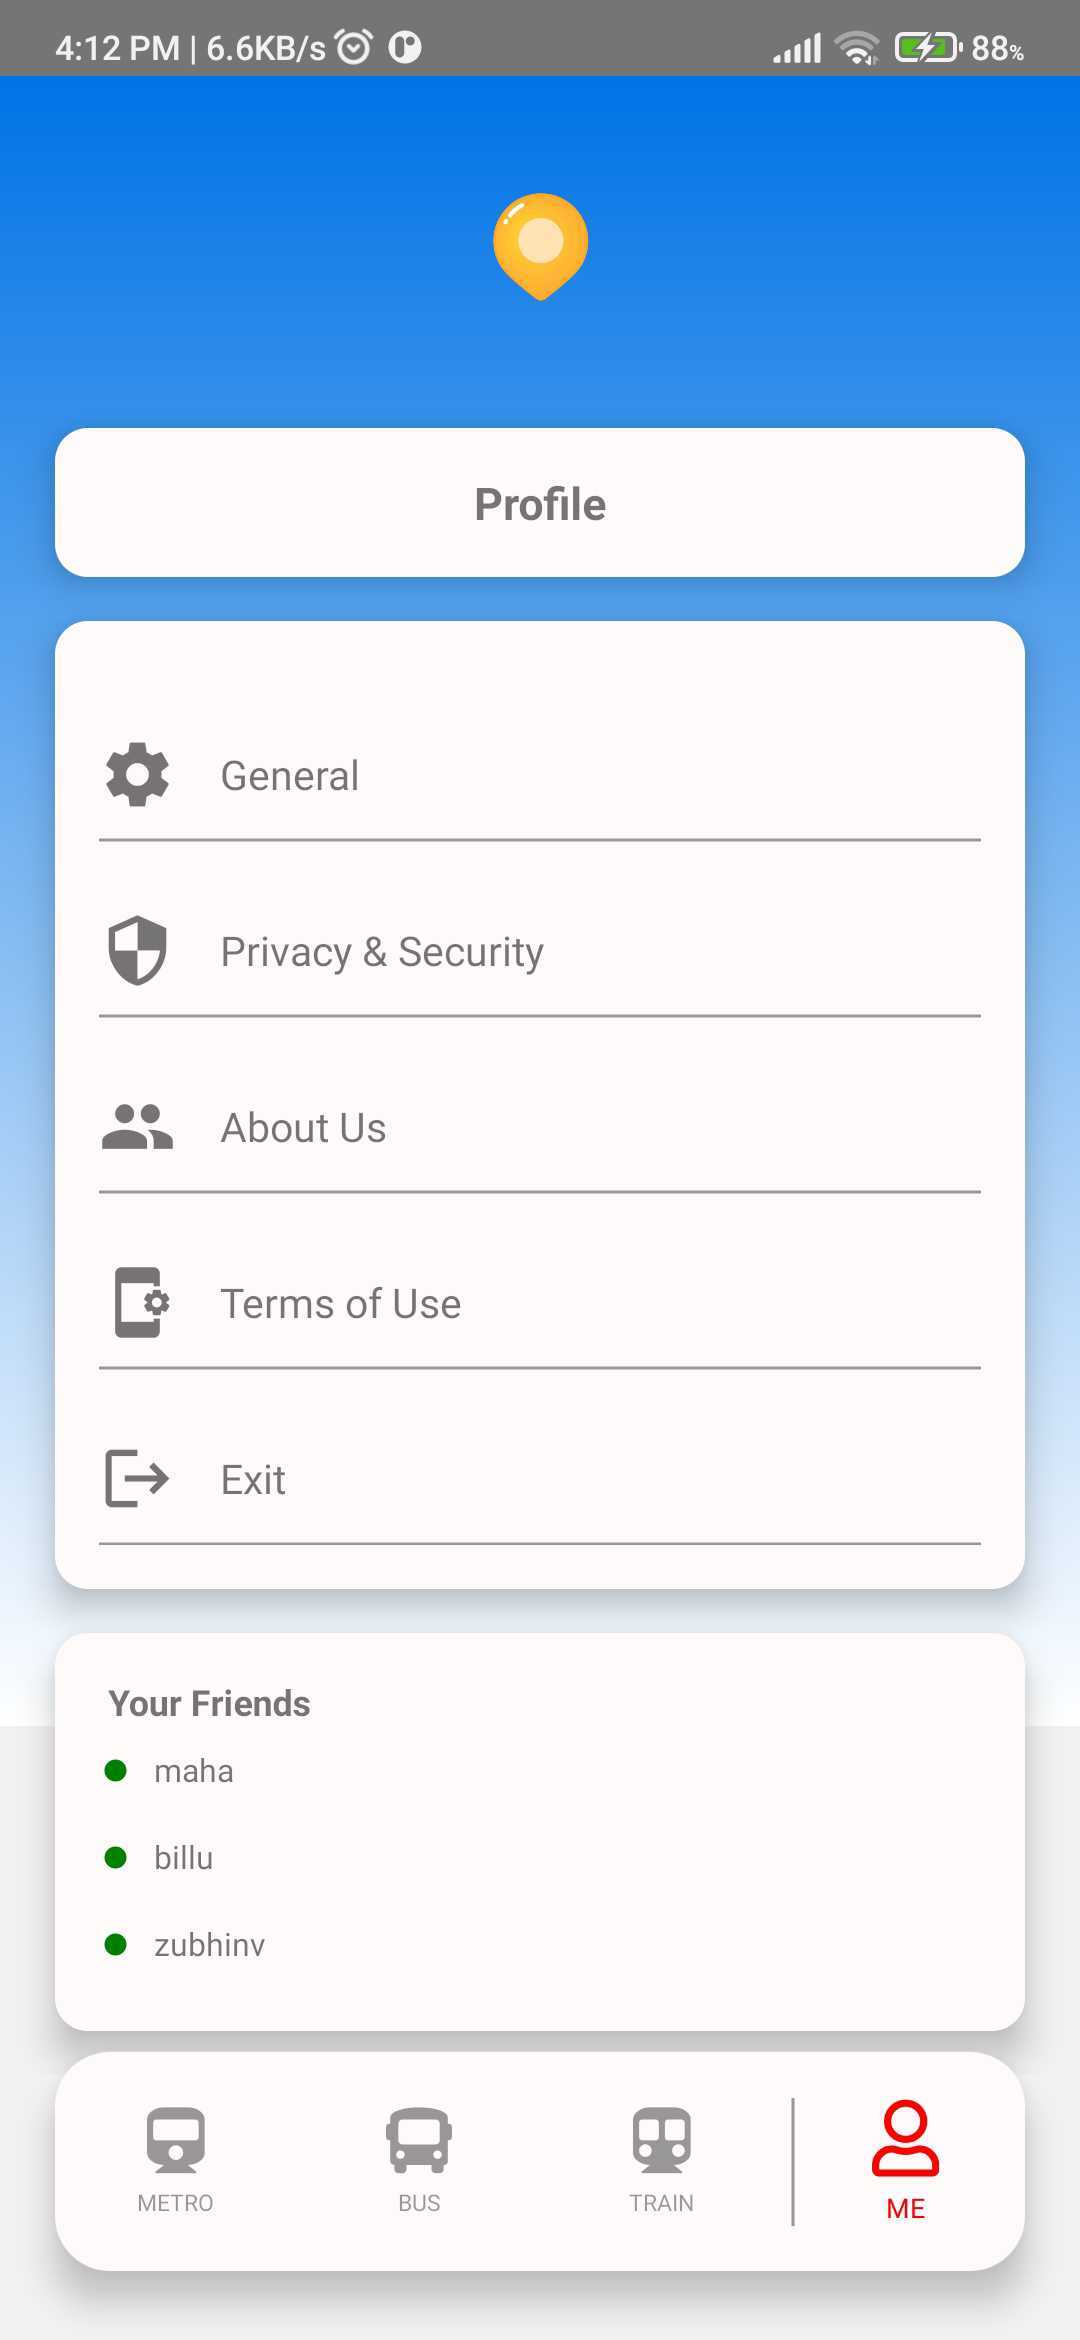 4:12 PM | 6.6KB/s 88%
Profile
General
Privacy & Security
About Us
Terms of Use
Exit
Your Friends
maha
billu
zubhinv
METRO BUS TRAIN ME